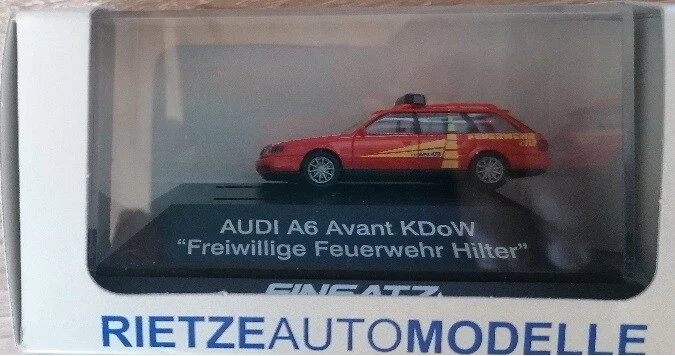 AUDI A6 Avant KDoW
“Freiwillige Feuerwehr Hilter”
EINSATZ
RIETZEAUTOMODELLE